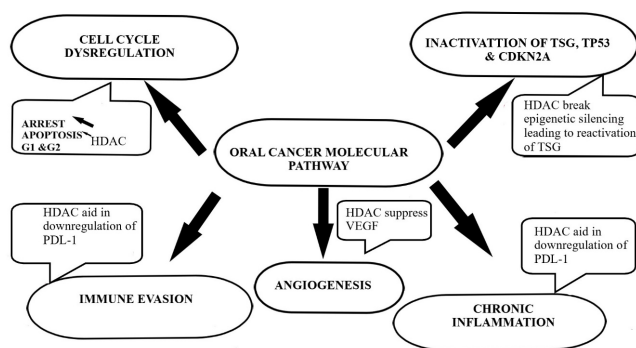 CELL CYCLE
DYSREGULATION
INACTIVATTION OF TSG, TP53
& CDKN2A
ARREST
APOPTOSIS
G1 &G2
HDAC
HDAC break
epigenetic silencing
leading to reactivation
of TSG
ORAL CANCER MOLECULAR
PATHWAY
HDAC aid in
downregulation of
PDL-1
HDAC suppress
VEGF
HDAC aid in
downregulation of
PDL-1
IMMUNE EVASION
ANGIOGENESIS
CHRONIC
INFLAMMATION